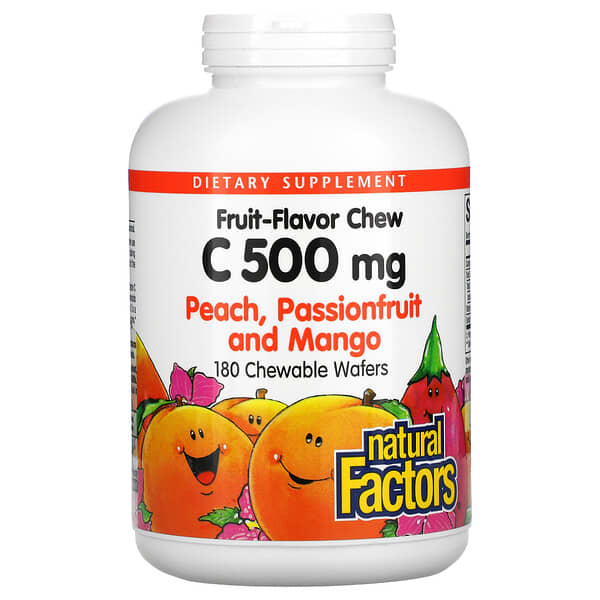 DIETARY SUPPLEMENT
Fruit-Flavor Chew
C 500 mg
Peach, Passionfruit
and Mango
180 Chewable Wafers
natural
Factors